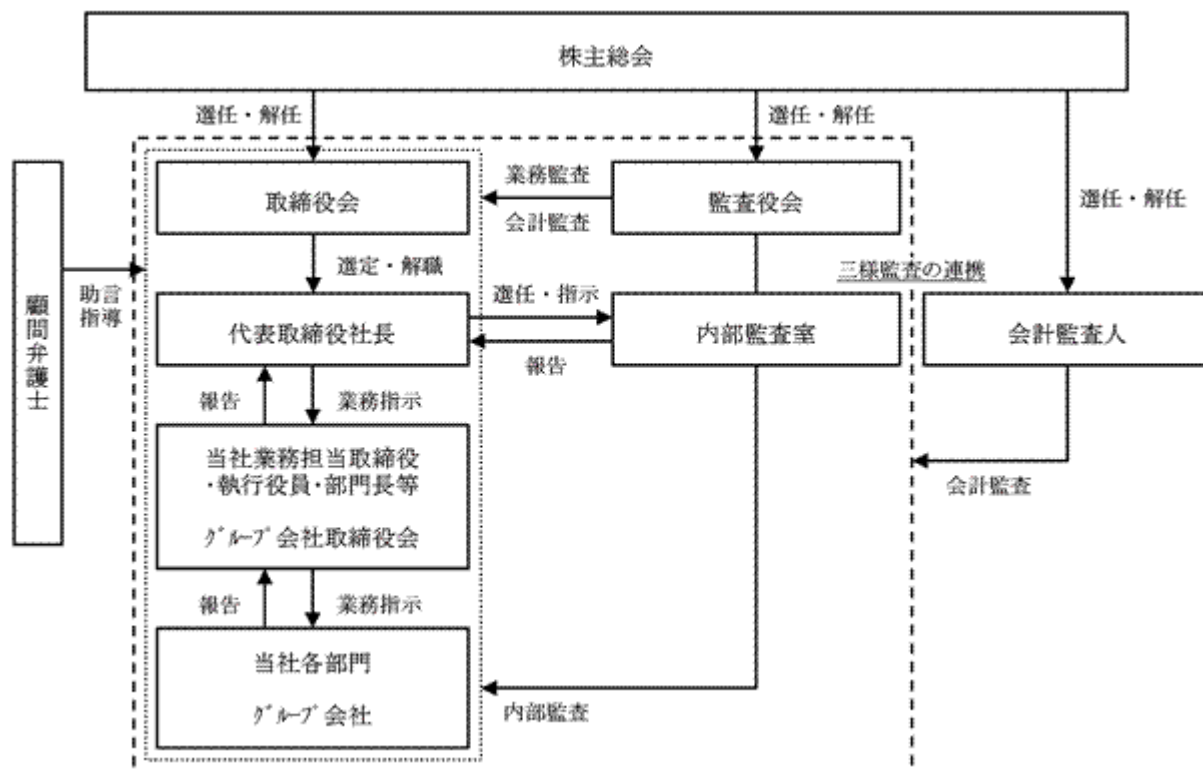 株主総会
選任・解任
選任・解任
選任・解任
取締役会
業務監査
会計監査
監査役会
選定・解職
三様監査の連携
顧問弁護士
助言
指導
代表取締役社長
選任・指示
報告
内部監査室
会計監査人
報告
業務指示
当社業務担当取締役
・執行役員・部門長等
グループ会社取締役会
会計監査
報告
業務指示
当社各部門
グループ会社
内部監査